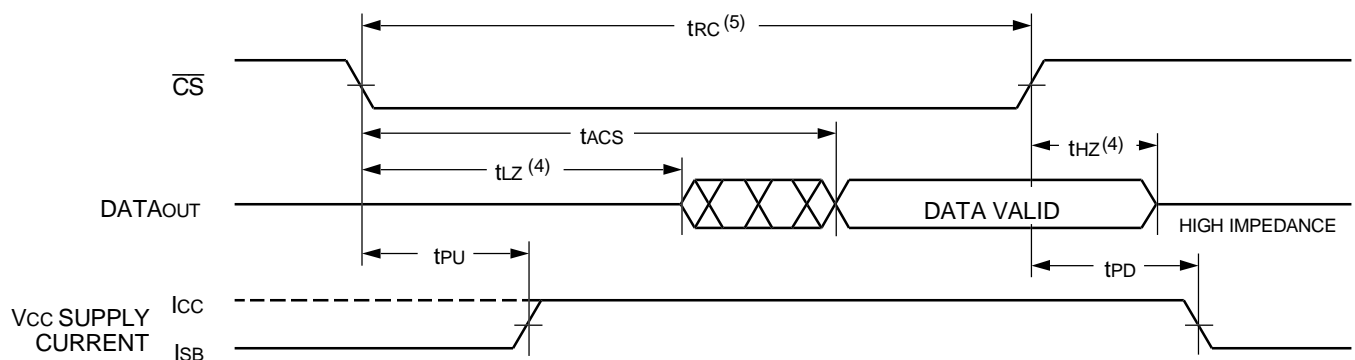 tRC (5)
CS
tACS
tHZ (4)
tLZ (4)
DATAOUT
DATA VALID
HIGH IMPEDANCE
tPU
tPD
ICC
VCC SUPPLY
CURRENT
ISB